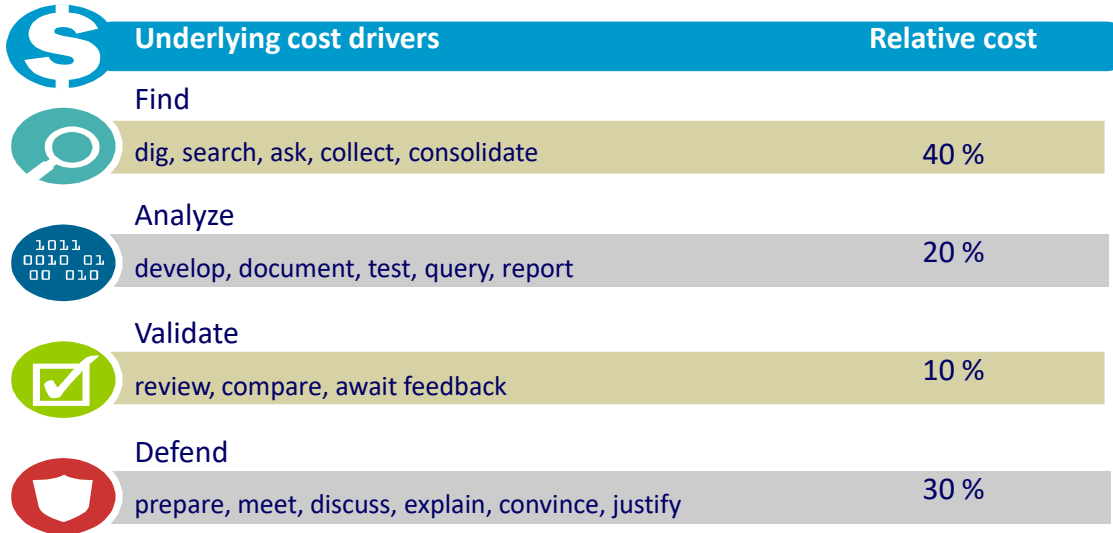 $
Underlying cost drivers Relative cost
Find
dig, search, ask, collect, consolidate 40 %
Analyze
1011
0010 01
00 010
develop, document, test, query, report 20 %
Validate
review, compare, await feedback 10 %
Defend
prepare, meet, discuss, explain, convince, justify 30 %